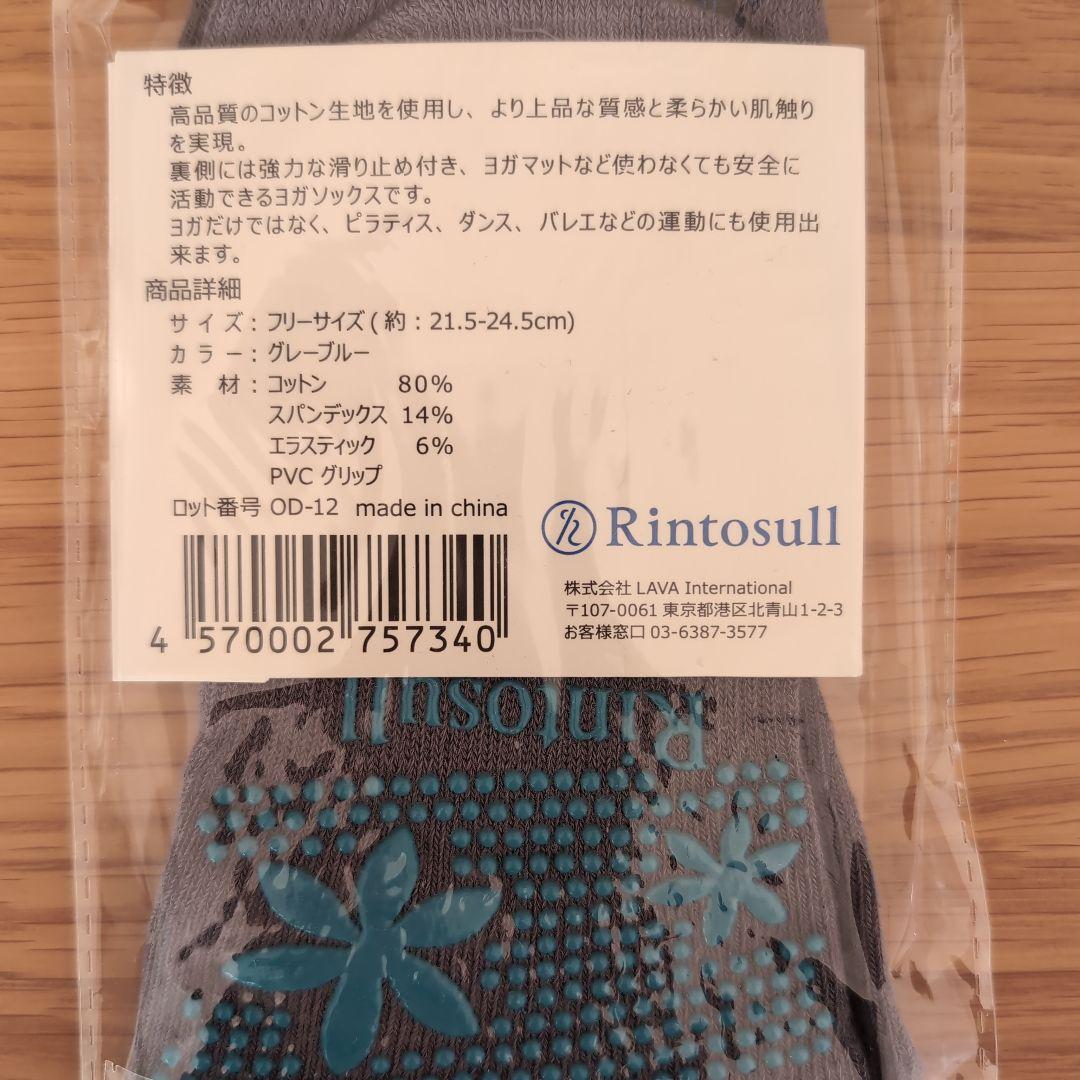 特徴
高品質のコットン生地を使用し、より上品な質感と柔らかい肌触り
を実現。
裏側には強力な滑り止め付き、ヨガマットなど使わなくても安全に
活動できるヨガソックスです。
ヨガだけではなく、ピラティス、ダンス、バレエなどの運動にも使用出
来ます。
商品詳細
サイズ：フリーサイズ ( 約：21.5-24.5cm)
カラー：グレーブルー
素　材：コットン　80%
スパンデックス 14%
エラスティック　6%
PVC グリップ
ロット番号 OD-12 made in china
Rintosull
株式会社 LAVA International
〒107-0061 東京都港区北青山1-2-3
お客様窓口 03-6387-3577
4 570002 757340
Rintosull